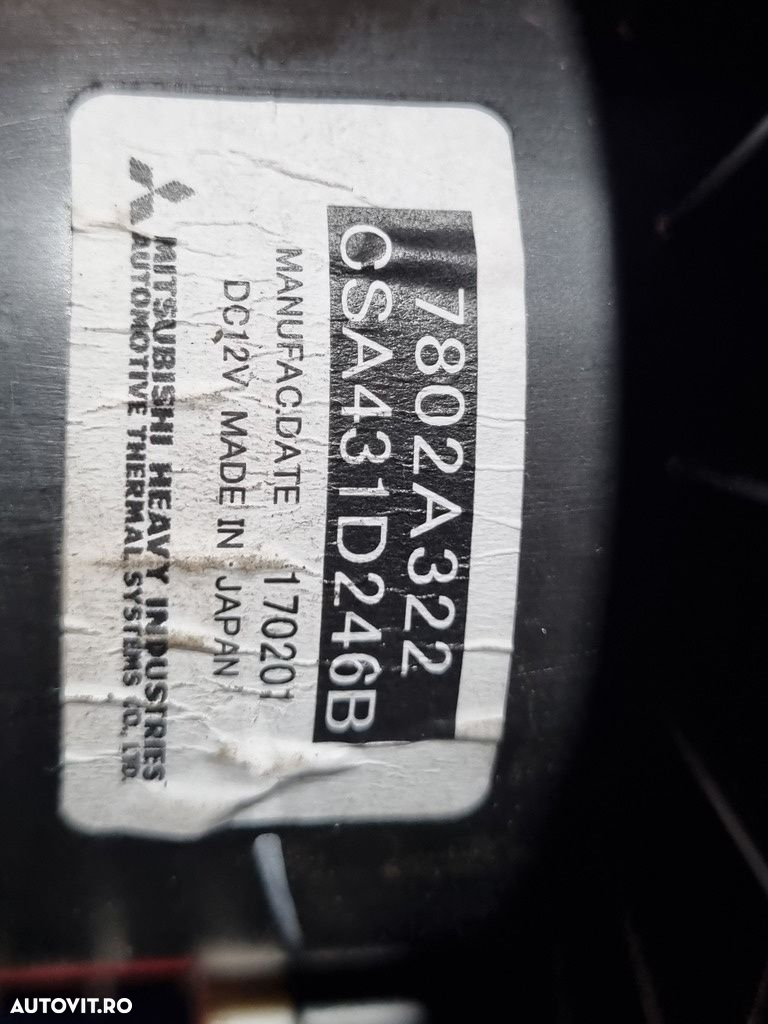 7802A322
CSA431D246B
MANUFAC.DATE 170201
DC12V MADE IN JAPAN
MITSUBISHI HEAVY INDUSTRIES
AUTOMOTIVE THERMAL SYSTEMS CO., LTD.
AUTOVIT.RO